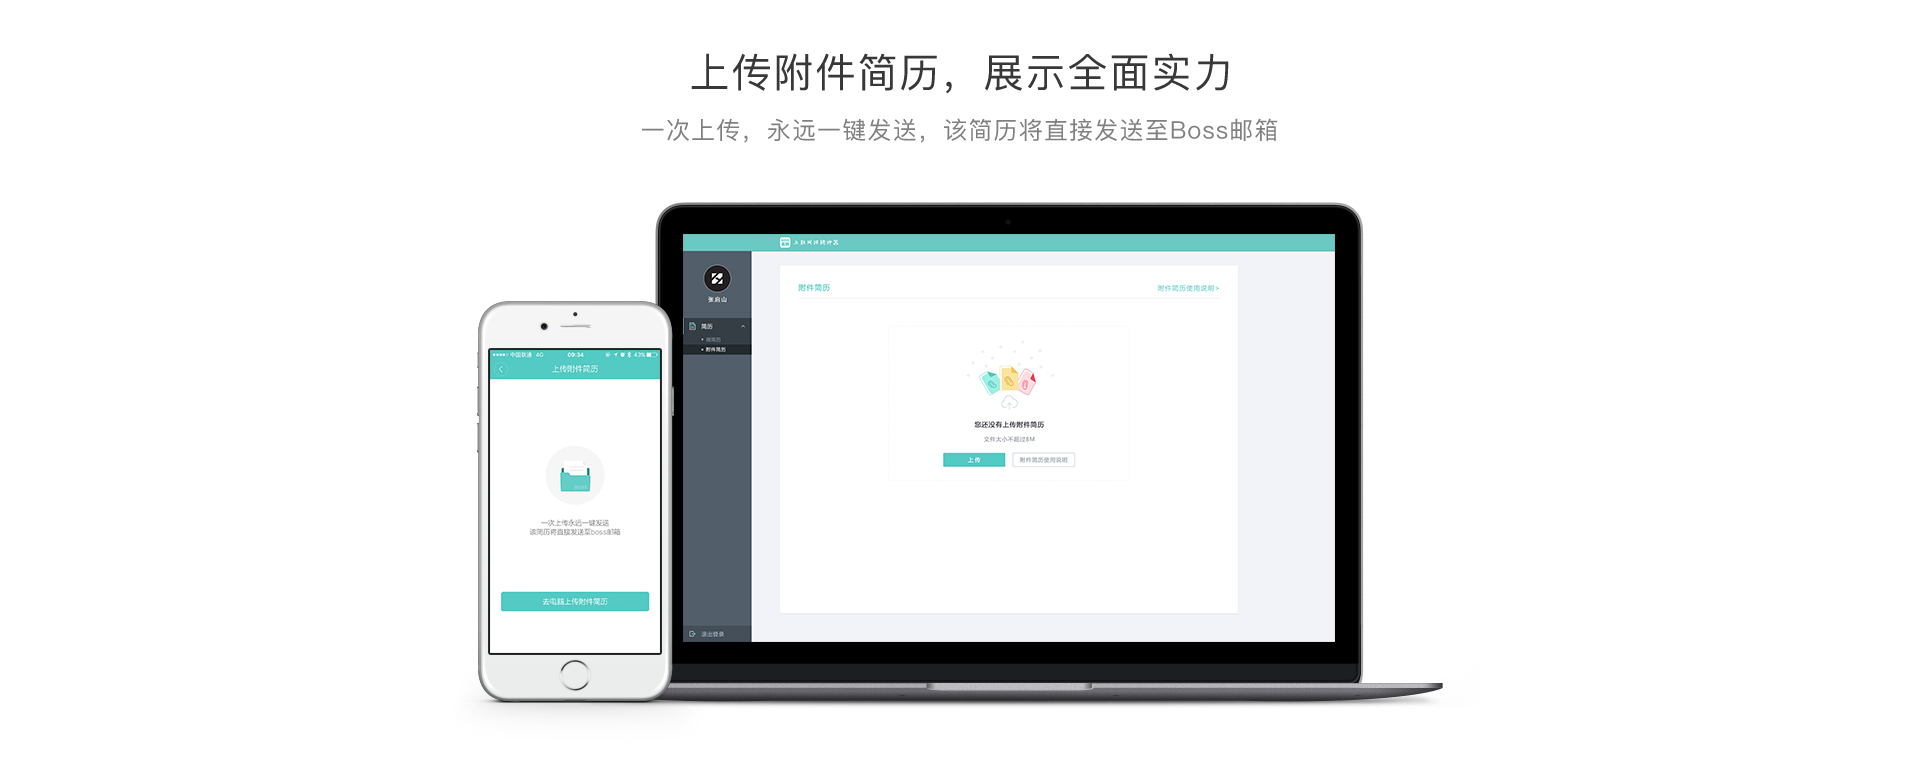 上传附件简历，展示全面实力
一次上传，永远一键发送，该简历将直接发送至Boss邮箱
张启山
简历
附件简历
退出登录
附件简历
附件简历使用说明>
您还没有上传附件简历
文件大小不超过8M
上传
附件简历使用说明
中国联通 4G
09:34
43%
上传附件简历
一次上传永远一键发送
该简历将直接发送至boss邮箱
去电脑上传附件简历